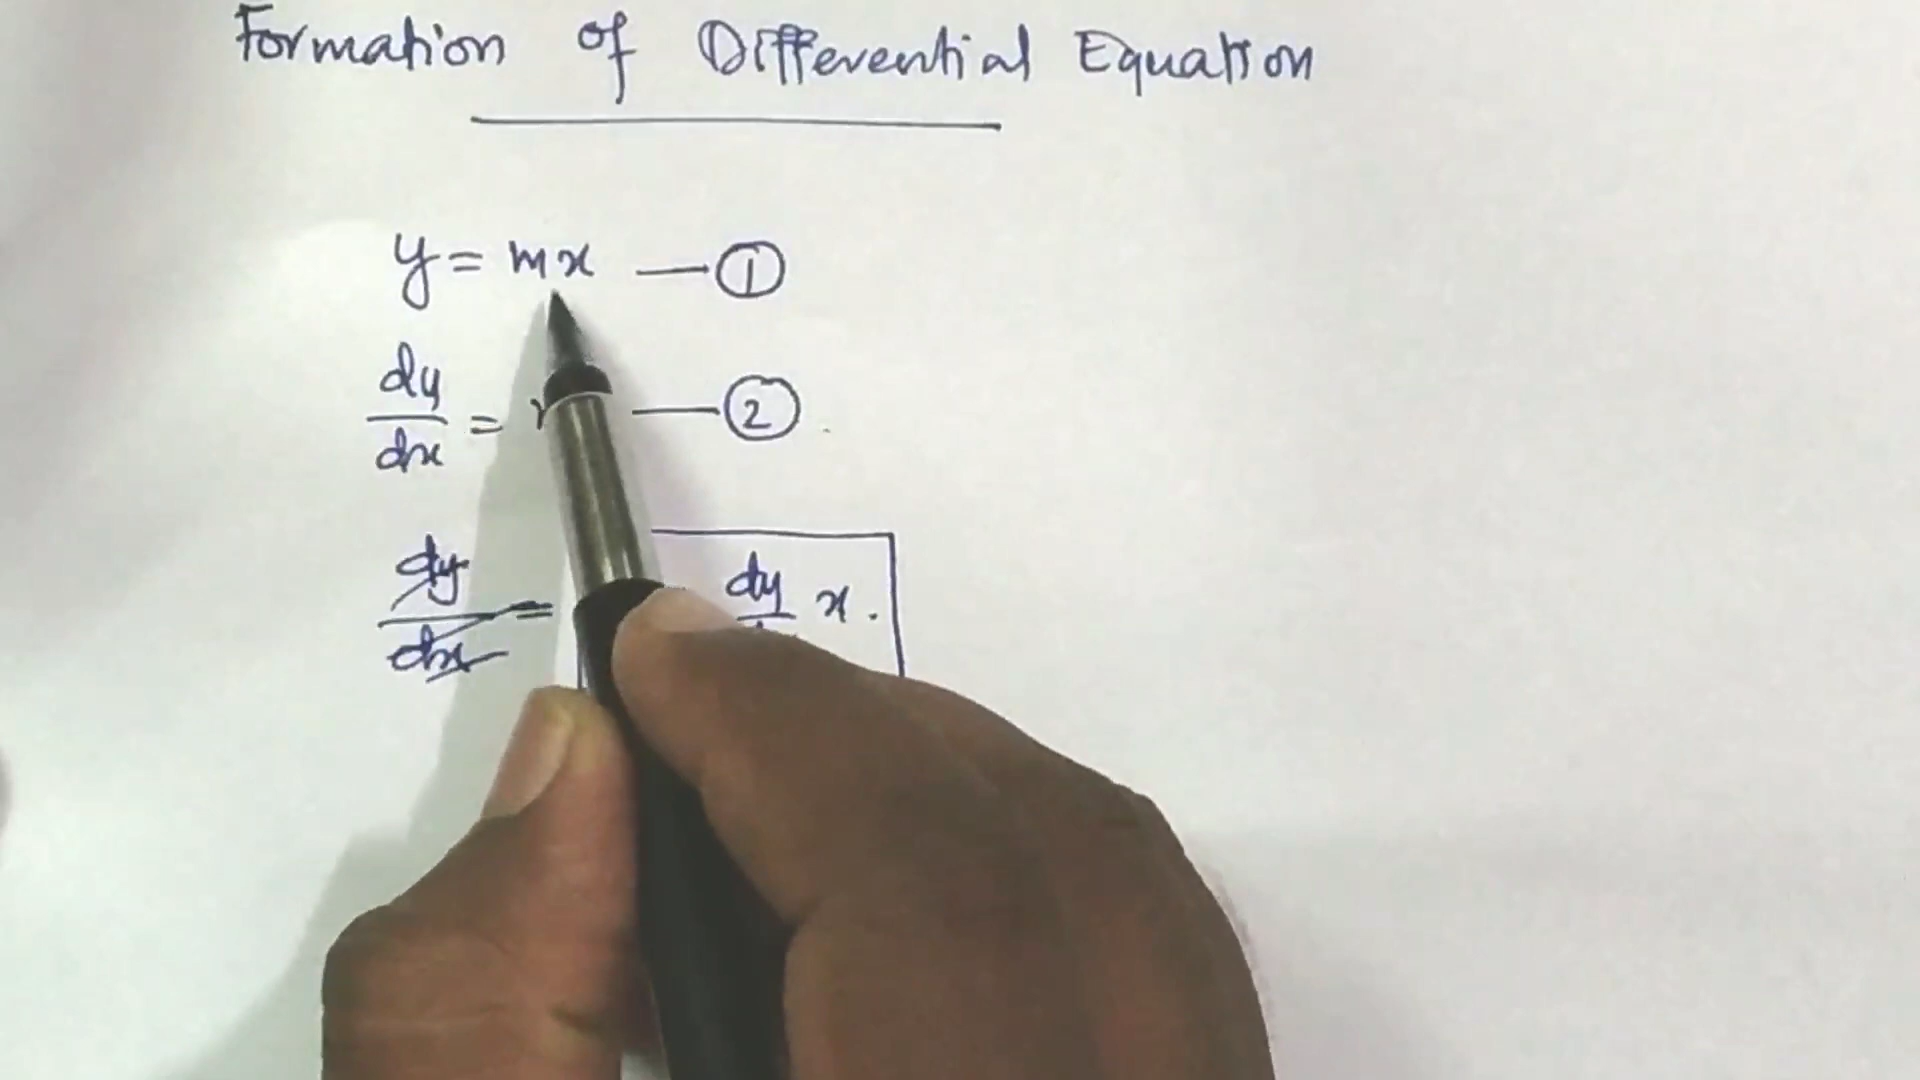 Formation of Differential Equation
y = mx — ①
dy/dx = — ②
dy/dx =
dy x.